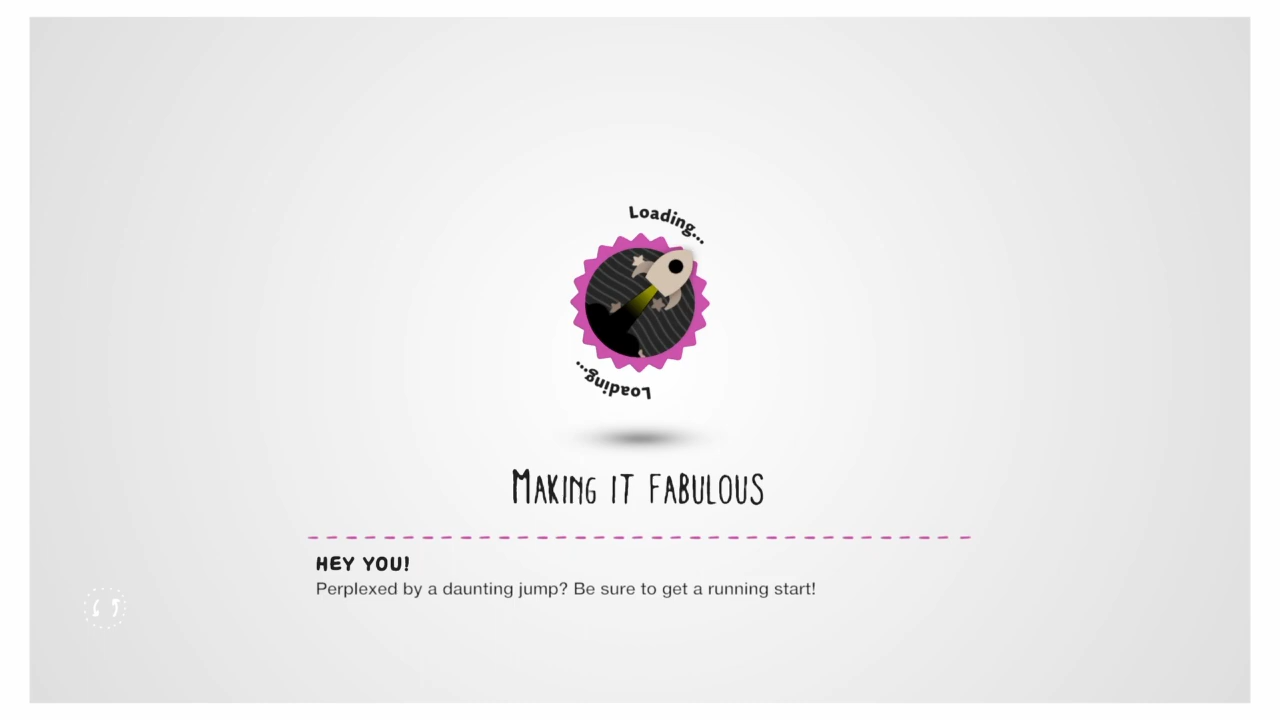 Loading...
Loading...
Making it fabulous
HEY YOU!
Perplexed by a daunting jump? Be sure to get a running start!